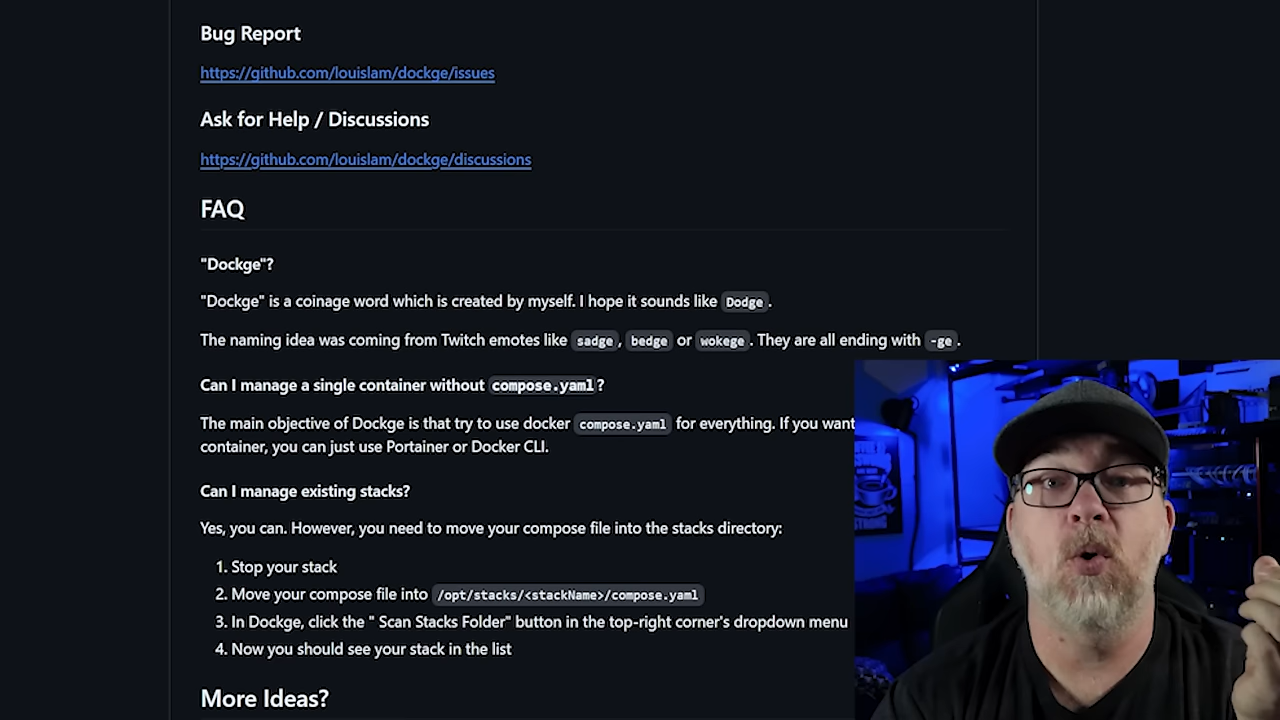 Bug Report
https://github.com/louislam/dockge/issues
Ask for Help / Discussions
https://github.com/louislam/dockge/discussions
FAQ
"Dockge"?
"Dockge" is a coinage word which is created by myself. I hope it sounds like Dodge.
The naming idea was coming from Twitch emotes like sadge, bedge or wokege. They are all ending with -ge.
Can I manage a single container without compose.yaml?
The main objective of Dockge is that try to use docker compose.yaml for everything. If you want
container, you can just use Portainer or Docker CLI.
Can I manage existing stacks?
Yes, you can. However, you need to move your compose file into the stacks directory:
1. Stop your stack
2. Move your compose file into /opt/stacks/<stackName>/compose.yaml
3. In Dockge, click the " Scan Stacks Folder" button in the top-right corner's dropdown menu
4. Now you should see your stack in the list
More Ideas?